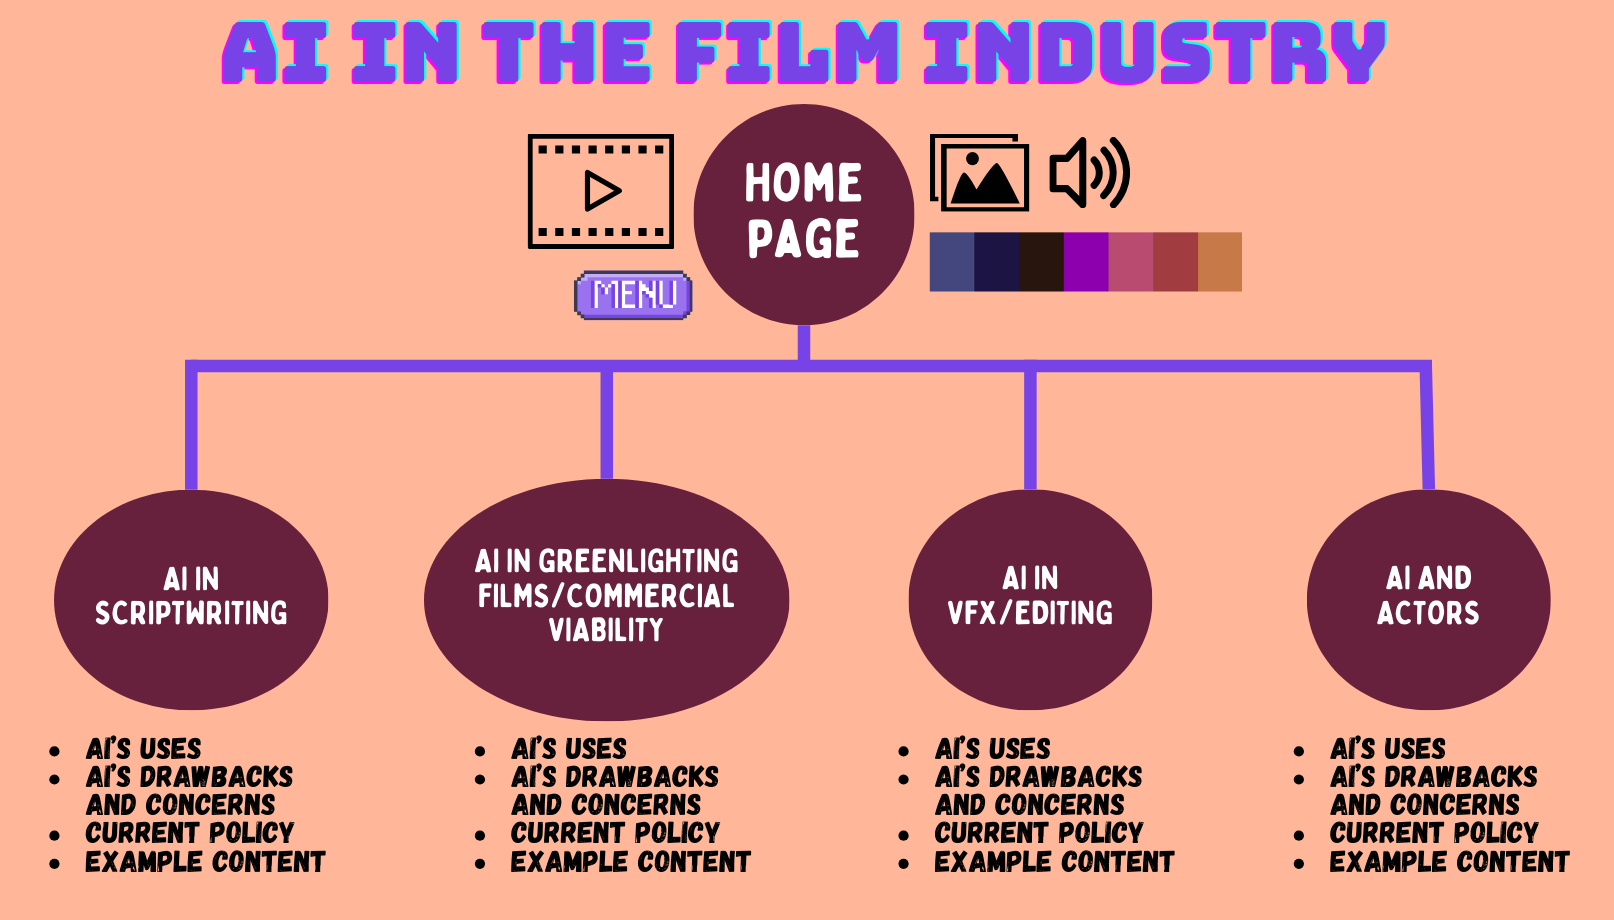 AI IN THE FILM INDUSTRY
HOME
PAGE
MENU
AI IN
SCRIPTWRITING
AI IN GREENLIGHTING
FILMS/COMMERCIAL
VIABILITY
AI IN
VFX/EDITING
AI AND
ACTORS
• AI'S USES
• AI'S DRAWBACKS
AND CONCERNS
• CURRENT POLICY
• EXAMPLE CONTENT
• AI'S USES
• AI'S DRAWBACKS
AND CONCERNS
• CURRENT POLICY
• EXAMPLE CONTENT
• AI'S USES
• AI'S DRAWBACKS
AND CONCERNS
• CURRENT POLICY
• EXAMPLE CONTENT
• AI'S USES
• AI'S DRAWBACKS
AND CONCERNS
• CURRENT POLICY
• EXAMPLE CONTENT